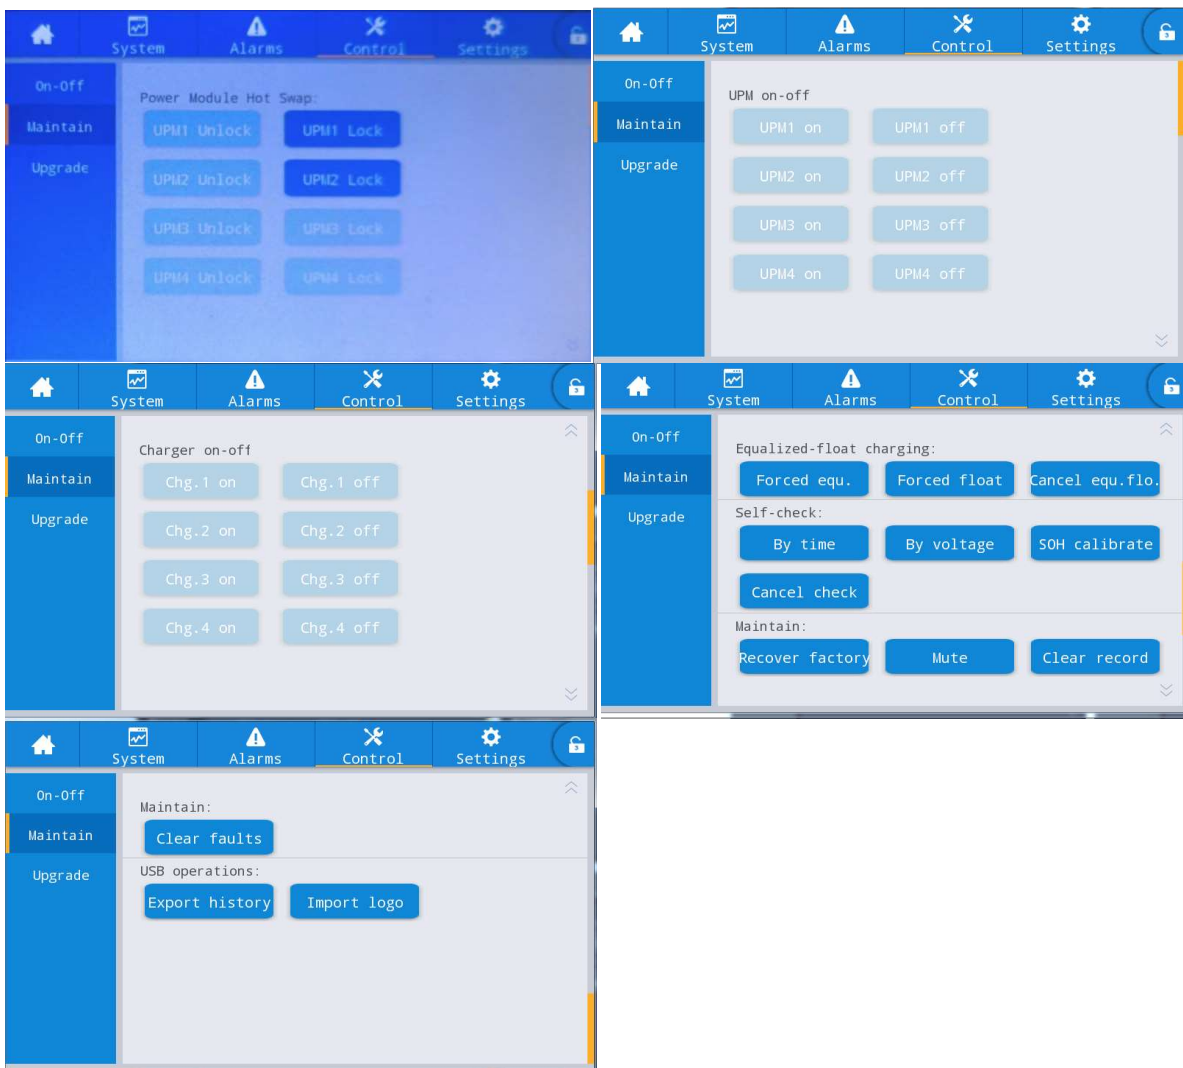 System Alarms Control Settings
On-Off
Maintain
Upgrade
Power Module Hot Swap:
UPM1 Unlock UPM1 Lock
UPM2 Unlock UPM2 Lock
UPM3 Unlock UPM3 Lock
UPM4 Unlock UPM4 Lock
System Alarms Control Settings
3
On-Off
Maintain
Upgrade
UPM on-off
UPM1 on UPM1 off
UPM2 on UPM2 off
UPM3 on UPM3 off
UPM4 on UPM4 off
System Alarms Control Settings
3
On-Off
Maintain
Upgrade
Charger on-off
Chg.1 on Chg.1 off
Chg.2 on Chg.2 off
Chg.3 on Chg.3 off
Chg.4 on Chg.4 off
System Alarms Control Settings
3
On-Off
Maintain
Upgrade
Equalized-float charging:
Forced equ. Forced float Cancel equ.flo.
Self-check:
By time By voltage SOH calibrate
Cancel check
Maintain:
Recover factory Mute Clear record
System Alarms Control Settings
3
On-Off
Maintain
Upgrade
Maintain:
Clear faults
USB operations:
Export history Import logo